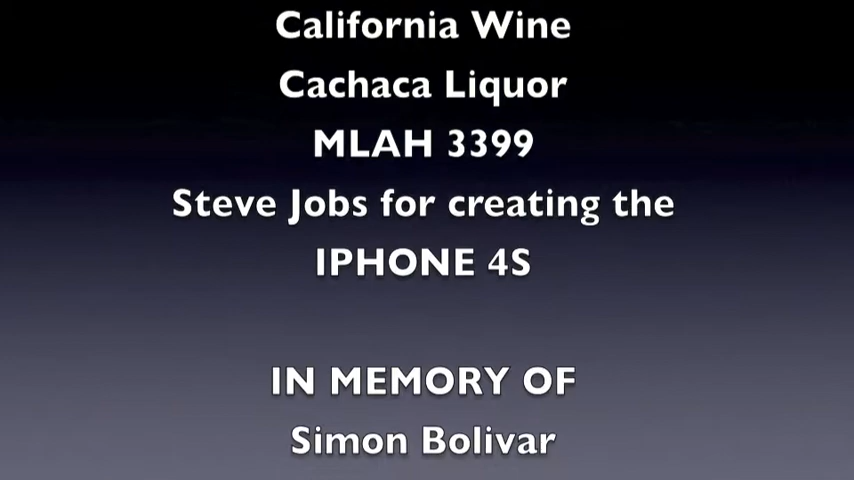 California Wine
Cachaca Liquor
MLAH 3399
Steve Jobs for creating the
IPHONE 4S
IN MEMORY OF
Simon Bolivar